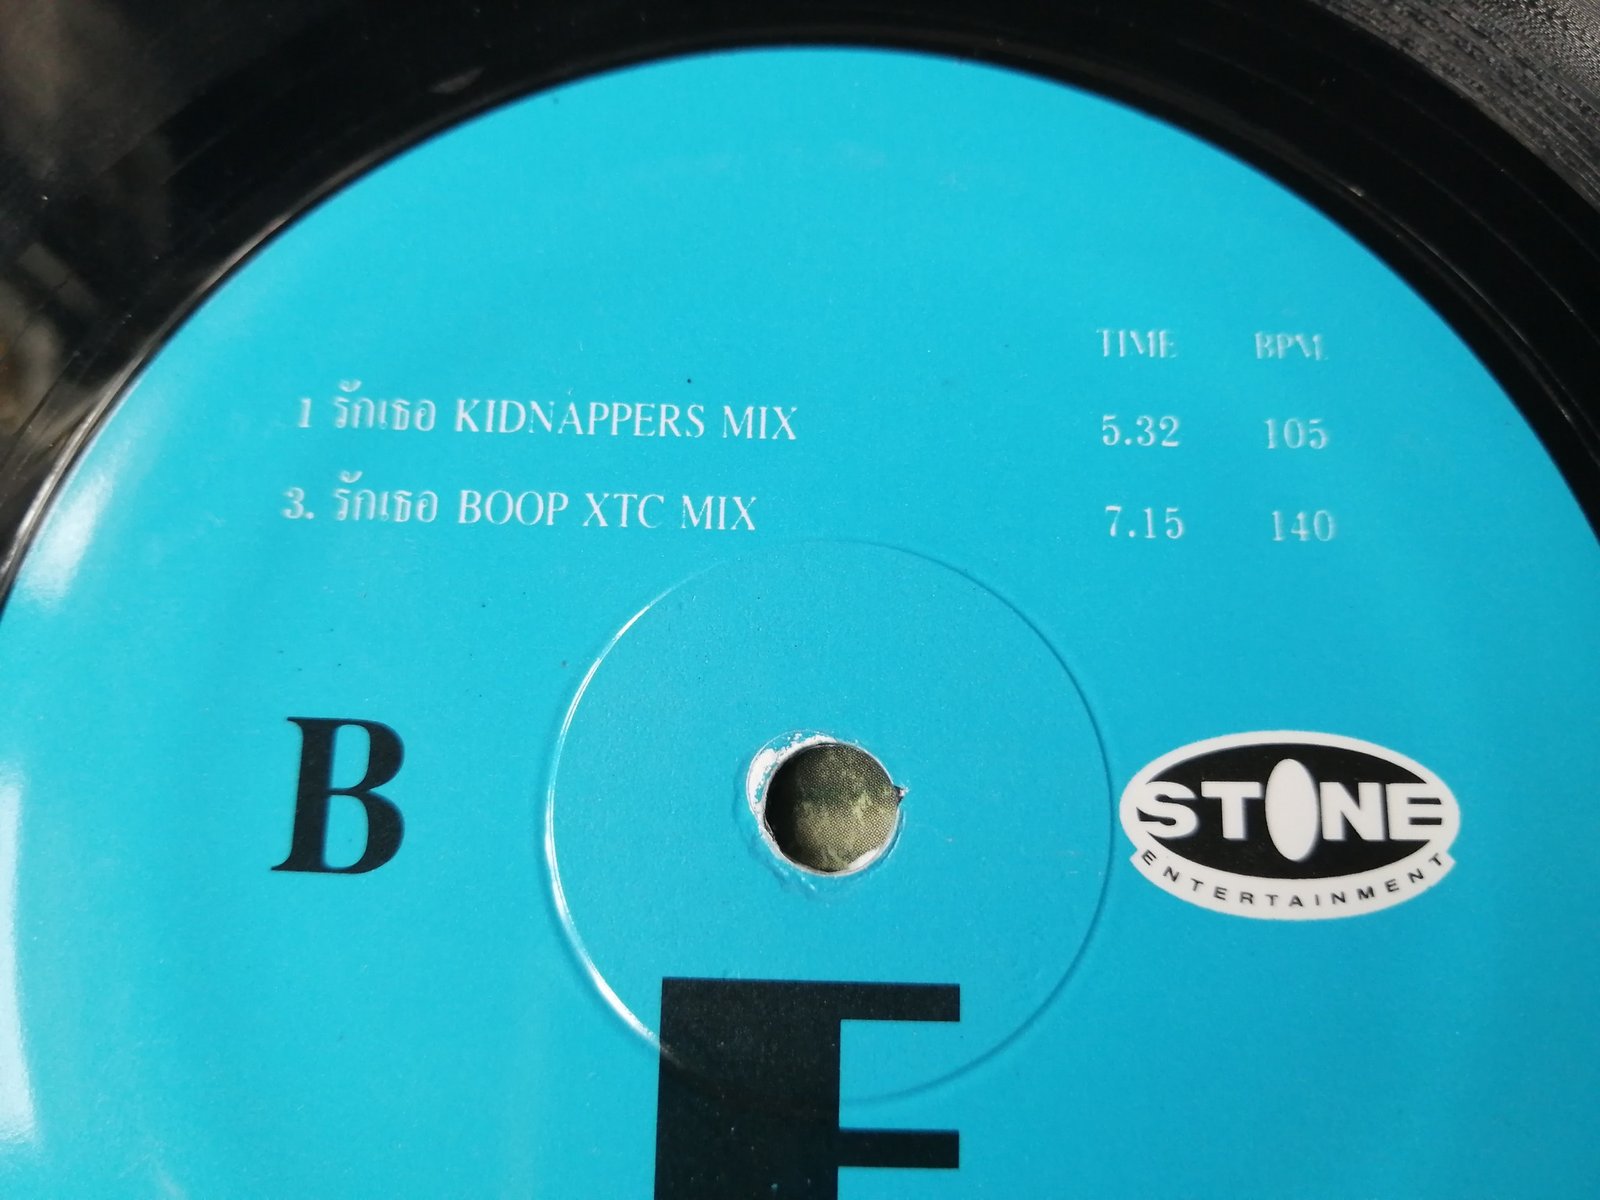 TIME BPM
1 รักเธอ KIDNAPPERS MIX 5.32 105
3. รักเธอ BOOP XTC MIX 7.15 140
B
STONE
ENTERTAINMENT